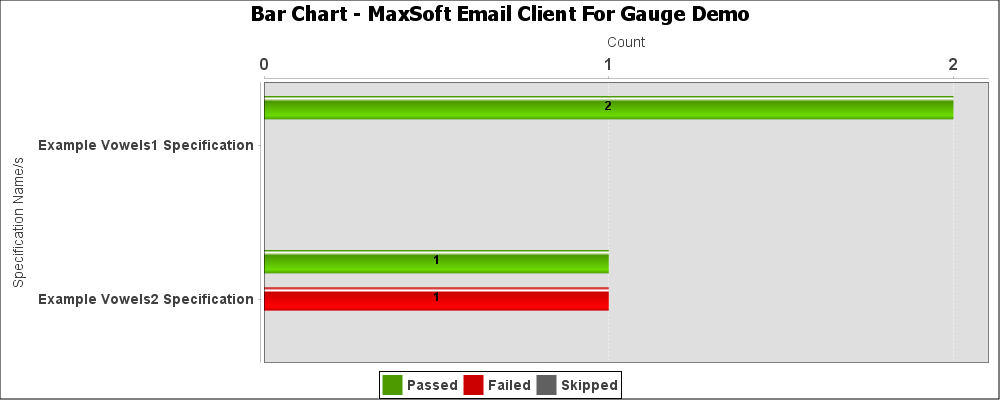 Bar Chart - MaxSoft Email Client For Gauge Demo
Count
0 1 2
2
Example Vowels1 Specification
Specification Name/s
1
Example Vowels2 Specification
1
Passed Failed Skipped